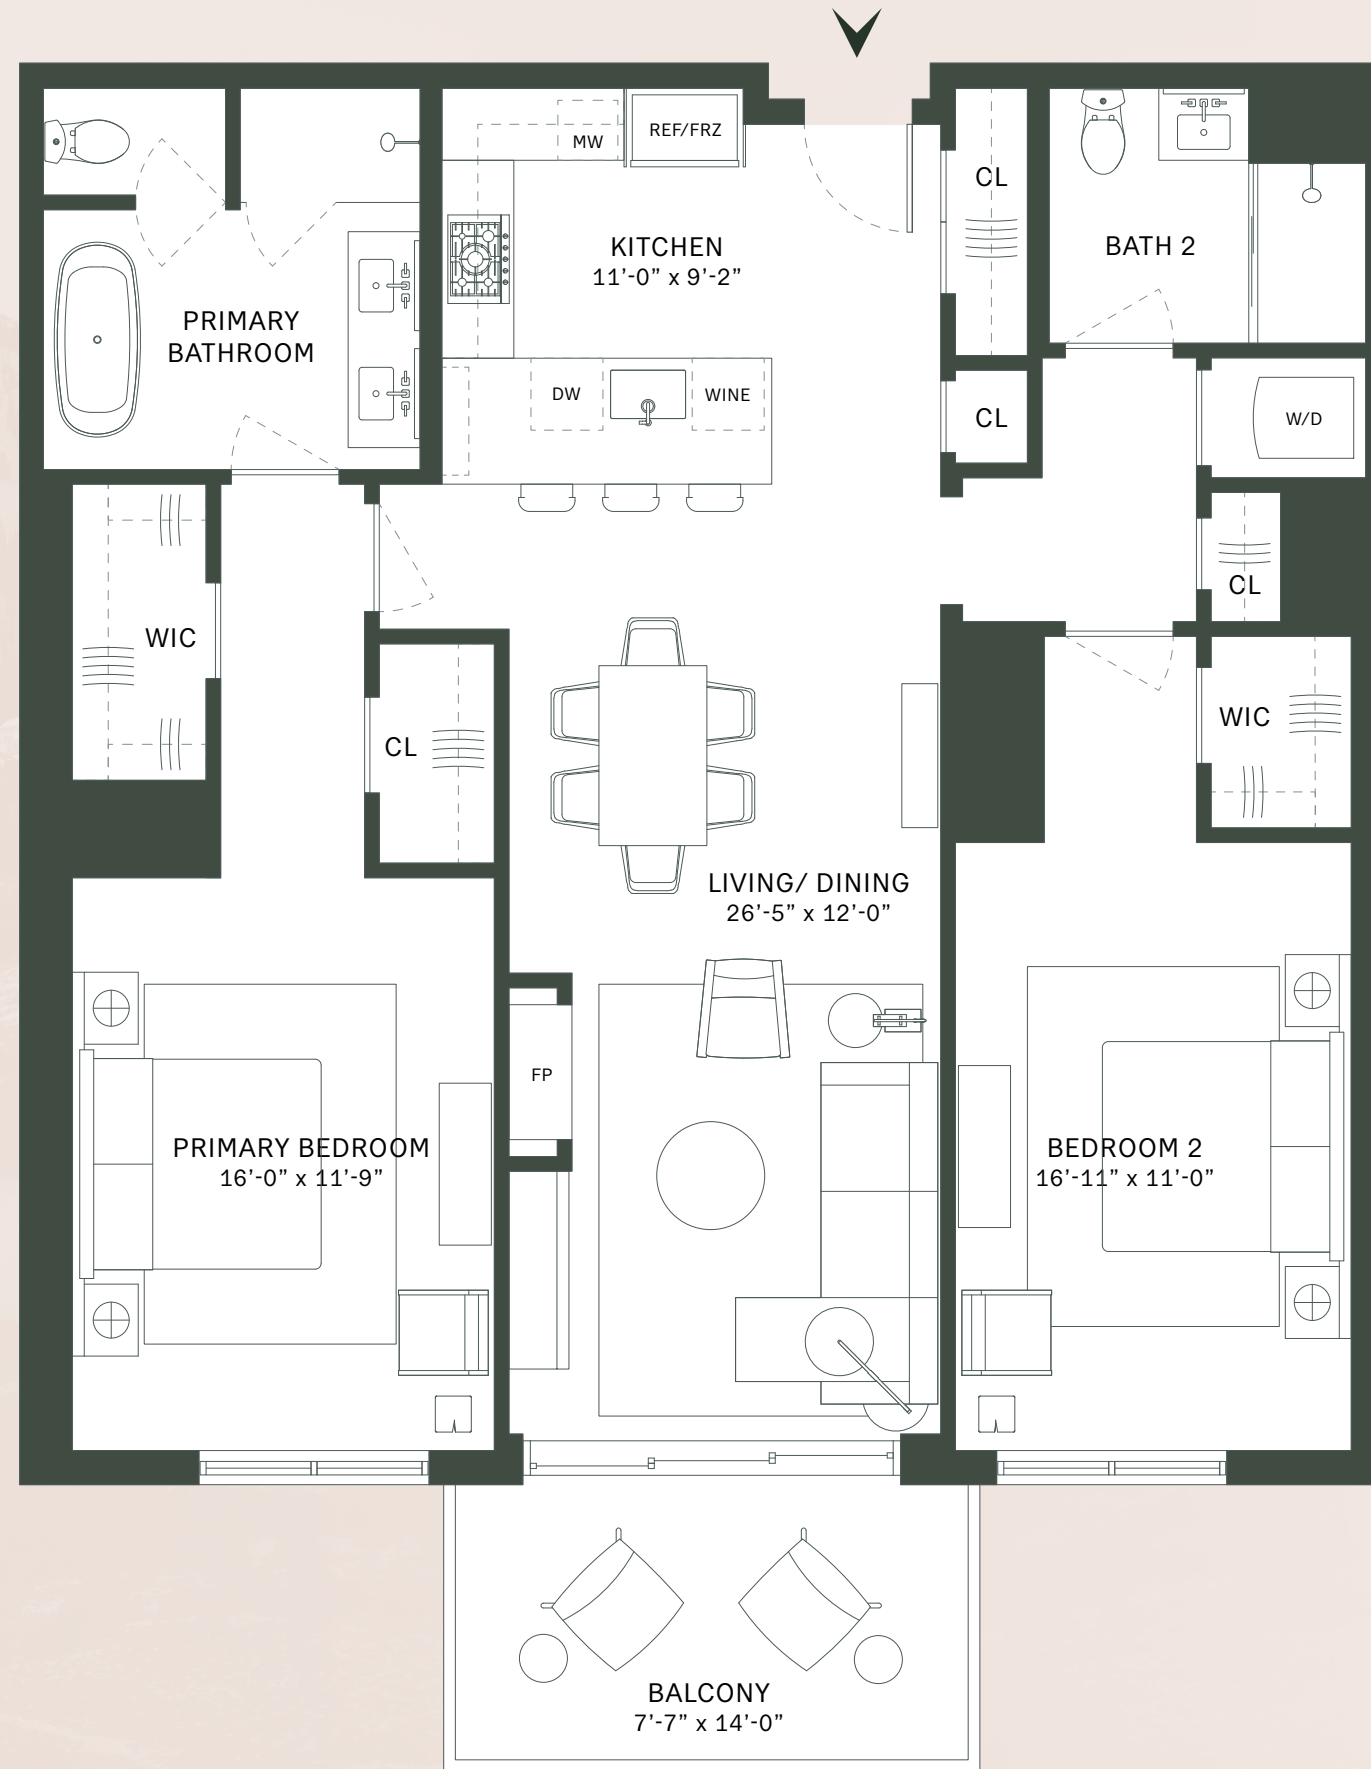 MW
REF/FRZ
CL
KITCHEN
11’-0” x 9’-2”
BATH 2
PRIMARY
BATHROOM
DW
WINE
CL
W/D
CL
WIC
CL
WIC
LIVING/ DINING
26’-5” x 12’-0”
FP
PRIMARY BEDROOM
16’-0” x 11’-9”
BEDROOM 2
16’-11” x 11’-0”
BALCONY
7’-7” x 14’-0”